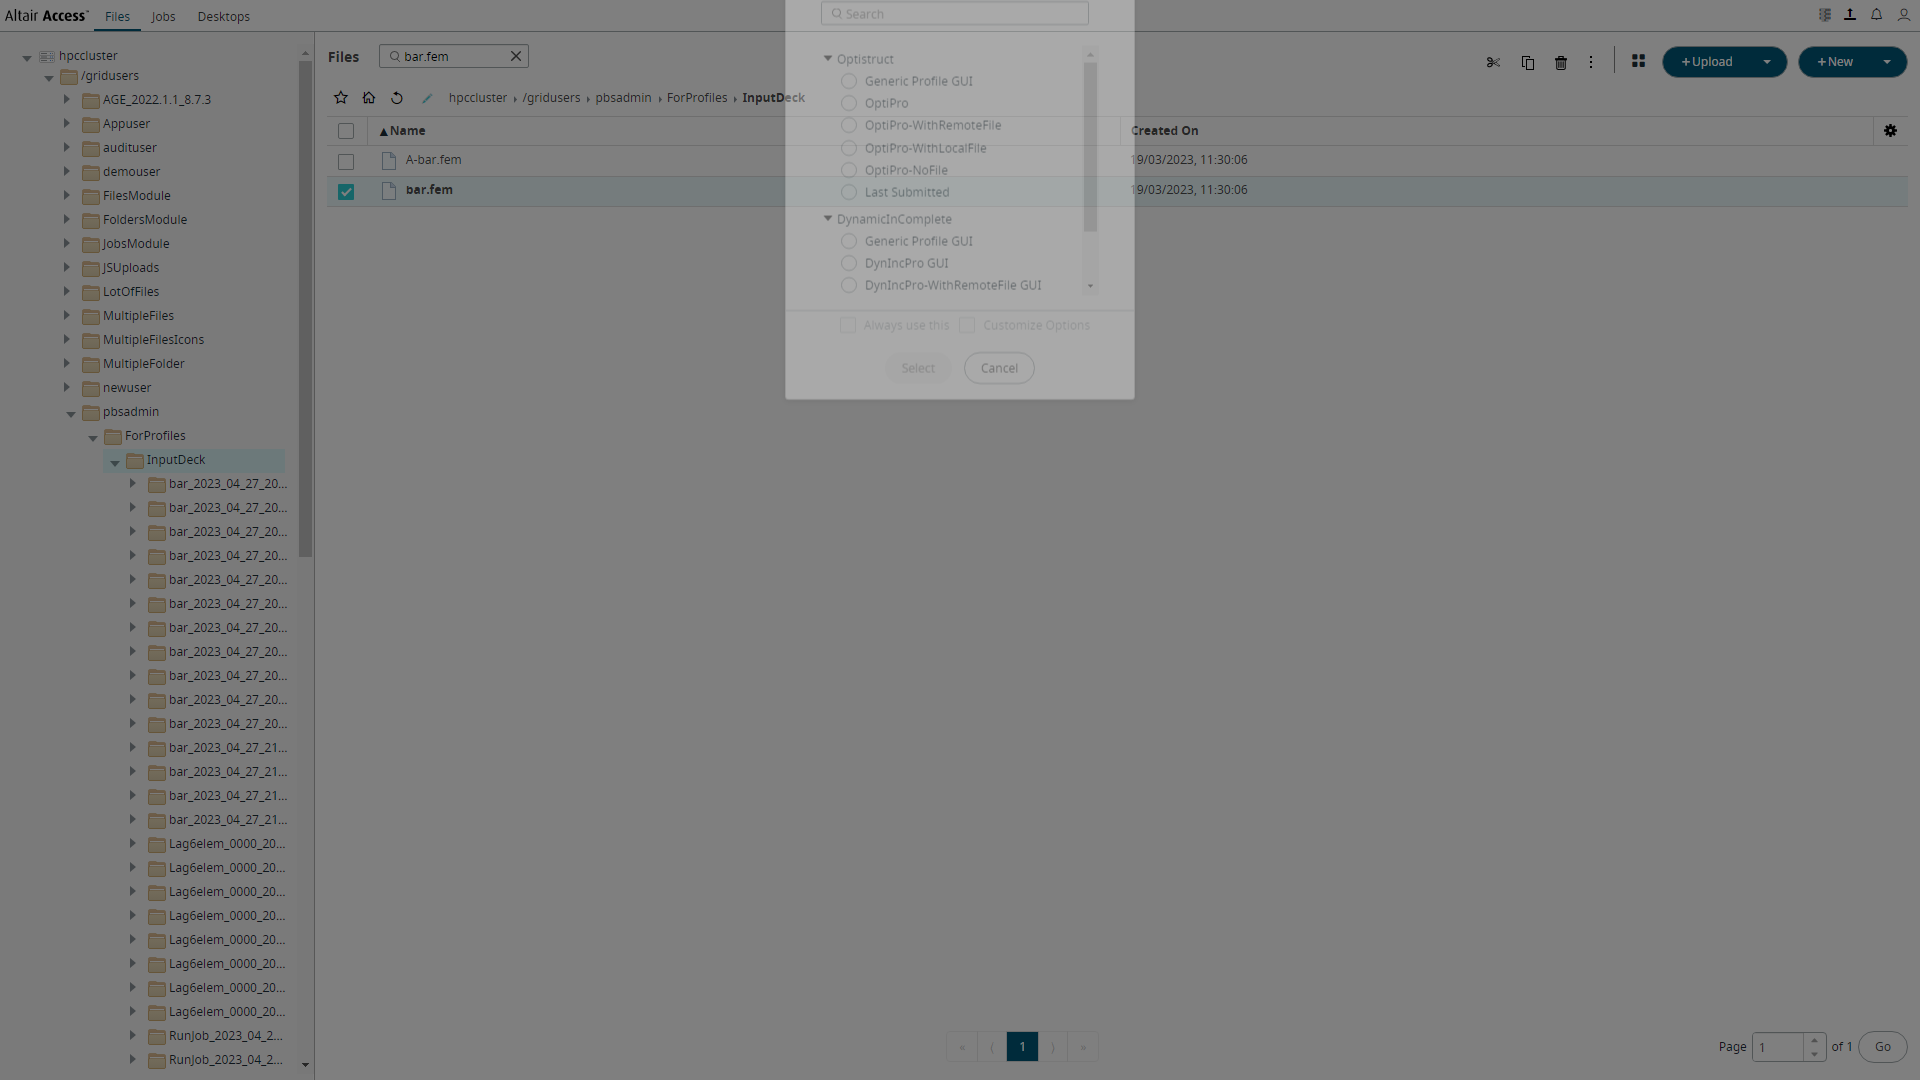 Altair Access™ Files Jobs Desktops
hpccluster
/gridusers
AGE_2022.1.1_8.7.3
Appuser
audituser
demouser
FilesModule
FoldersModule
JobsModule
JSUploads
LotOfFiles
MultipleFiles
MultipleFilesIcons
MultipleFolder
newuser
pbsadmin
ForProfiles
InputDeck
bar_2023_04_27_20...
bar_2023_04_27_20...
bar_2023_04_27_20...
bar_2023_04_27_20...
bar_2023_04_27_20...
bar_2023_04_27_20...
bar_2023_04_27_20...
bar_2023_04_27_20...
bar_2023_04_27_20...
bar_2023_04_27_20...
bar_2023_04_27_20...
bar_2023_04_27_21...
bar_2023_04_27_21...
bar_2023_04_27_21...
bar_2023_04_27_21...
Lag6elem_0000_20...
Lag6elem_0000_20...
Lag6elem_0000_20...
Lag6elem_0000_20...
Lag6elem_0000_20...
Lag6elem_0000_20...
Lag6elem_0000_20...
Lag6elem_0000_20...
RunJob_2023_04_2...
RunJob_2023_04_2...
Files bar.fem
+Upload +New
hpccluster /gridusers pbsadmin ForProfiles InputDeck
Name Created On
A-bar.fem 19/03/2023, 11:30:06
bar.fem 19/03/2023, 11:30:06
Search
Optistruct
Generic Profile GUI
OptiPro
OptiPro-WithRemoteFile
OptiPro-WithLocalFile
OptiPro-NoFile
Last Submitted
DynamicInComplete
Generic Profile GUI
DynIncPro GUI
DynIncPro-WithRemoteFile GUI
Always use this Customize Options
Select Cancel
« ⟨ 1 ⟩ »
Page 1 of 1 Go